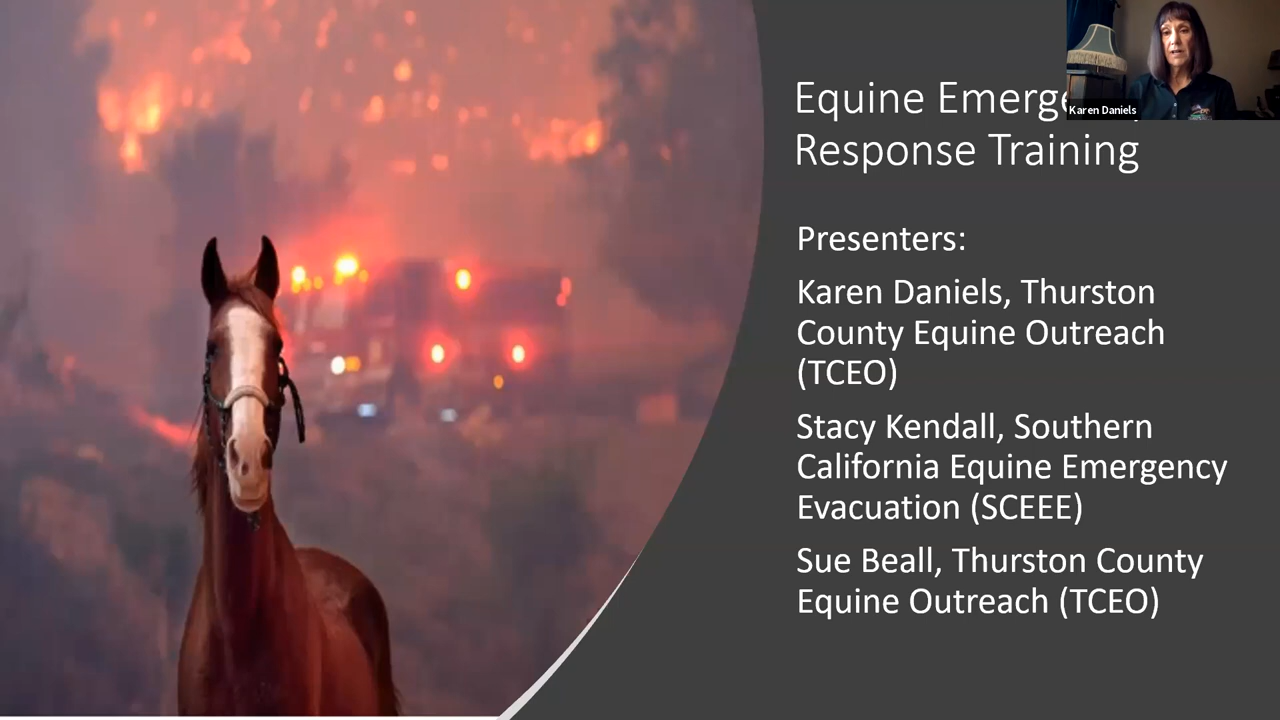 Equine Emerge
Response Training
Karen Daniels
Presenters:
Karen Daniels, Thurston
County Equine Outreach
(TCEO)
Stacy Kendall, Southern
California Equine Emergency
Evacuation (SCEEE)
Sue Beall, Thurston County
Equine Outreach (TCEO)